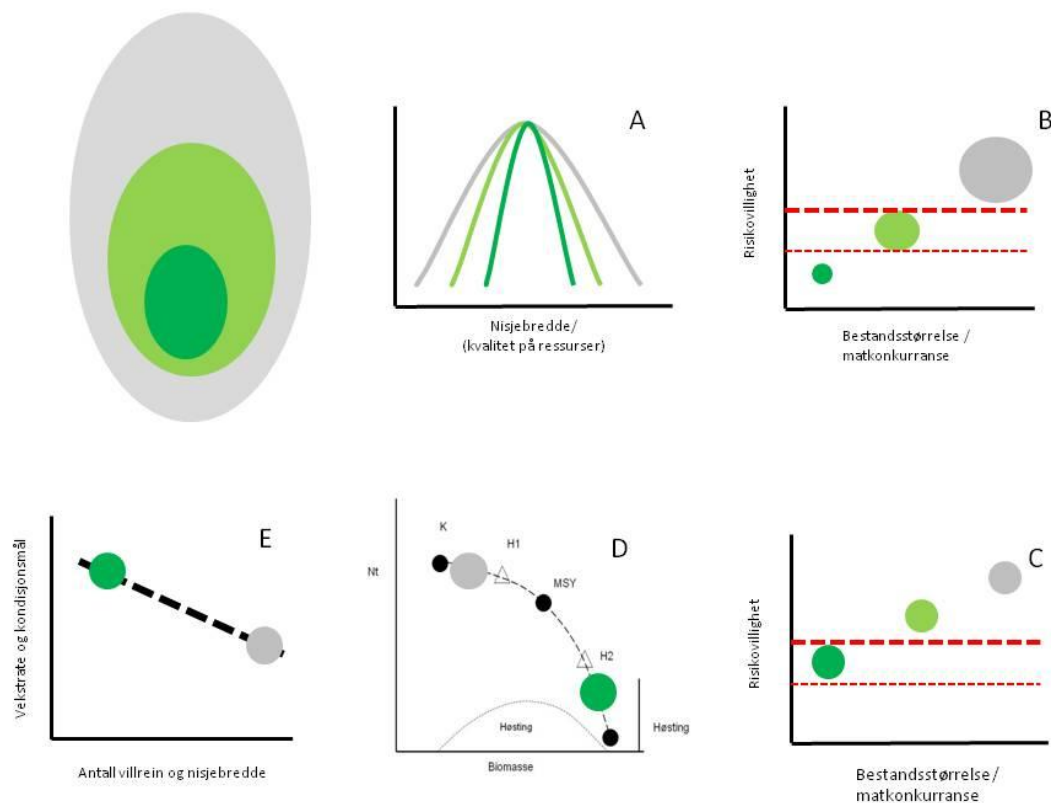 A
Nisjebredde/
(kvalitet på ressurser)
B
Risikovillighet
Bestandsstørrelse /
matkonkurranse
E
Vekstrate og kondisjonsmål
Antall villrein og nisjebredde
D
Nt
K
H1
MSY
H2
Høsting
Høsting
Biomasse
C
Risikovillighet
Bestandsstørrelse/
matkonkurranse